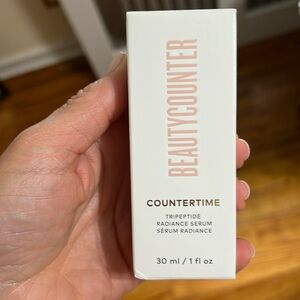 BEAUTYCOUNTER
COUNTERTIME
TRIPEPTIDE
RADIANCE SERUM
SÉRUM RADIANCE
30 ml / 1 fl oz